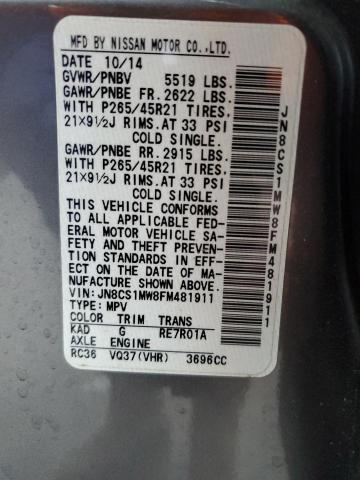 MFD BY NISSAN MOTOR CO.,LTD.
DATE 10/14
GVWR/PNBV 5519 LBS.
GAWR/PNBE FR. 2622 LBS.
WITH P265/45R21 TIRES,
21×9½J RIMS. AT 33 PSI
COLD SINGLE.
GAWR/PNBE RR. 2915 LBS.
WITH P265/45R21 TIRES,
21×9½J RIMS. AT 33 PSI
COLD SINGLE.
THIS VEHICLE CONFORMS
TO ALL APPLICABLE FED-
ERAL MOTOR VEHICLE SA-
FETY AND THEFT PREVEN-
TION STANDARDS IN EFF-
ECT ON THE DATE OF MA-
NUFACTURE SHOWN ABOVE.
VIN: JN8CS1MW8FM481911
TYPE: MPV
COLOR TRIM TRANS
KAD G RE7R01A
AXLE ENGINE
RC36 VQ37(VHR) 3696CC
JN8CS1MW8FM481911